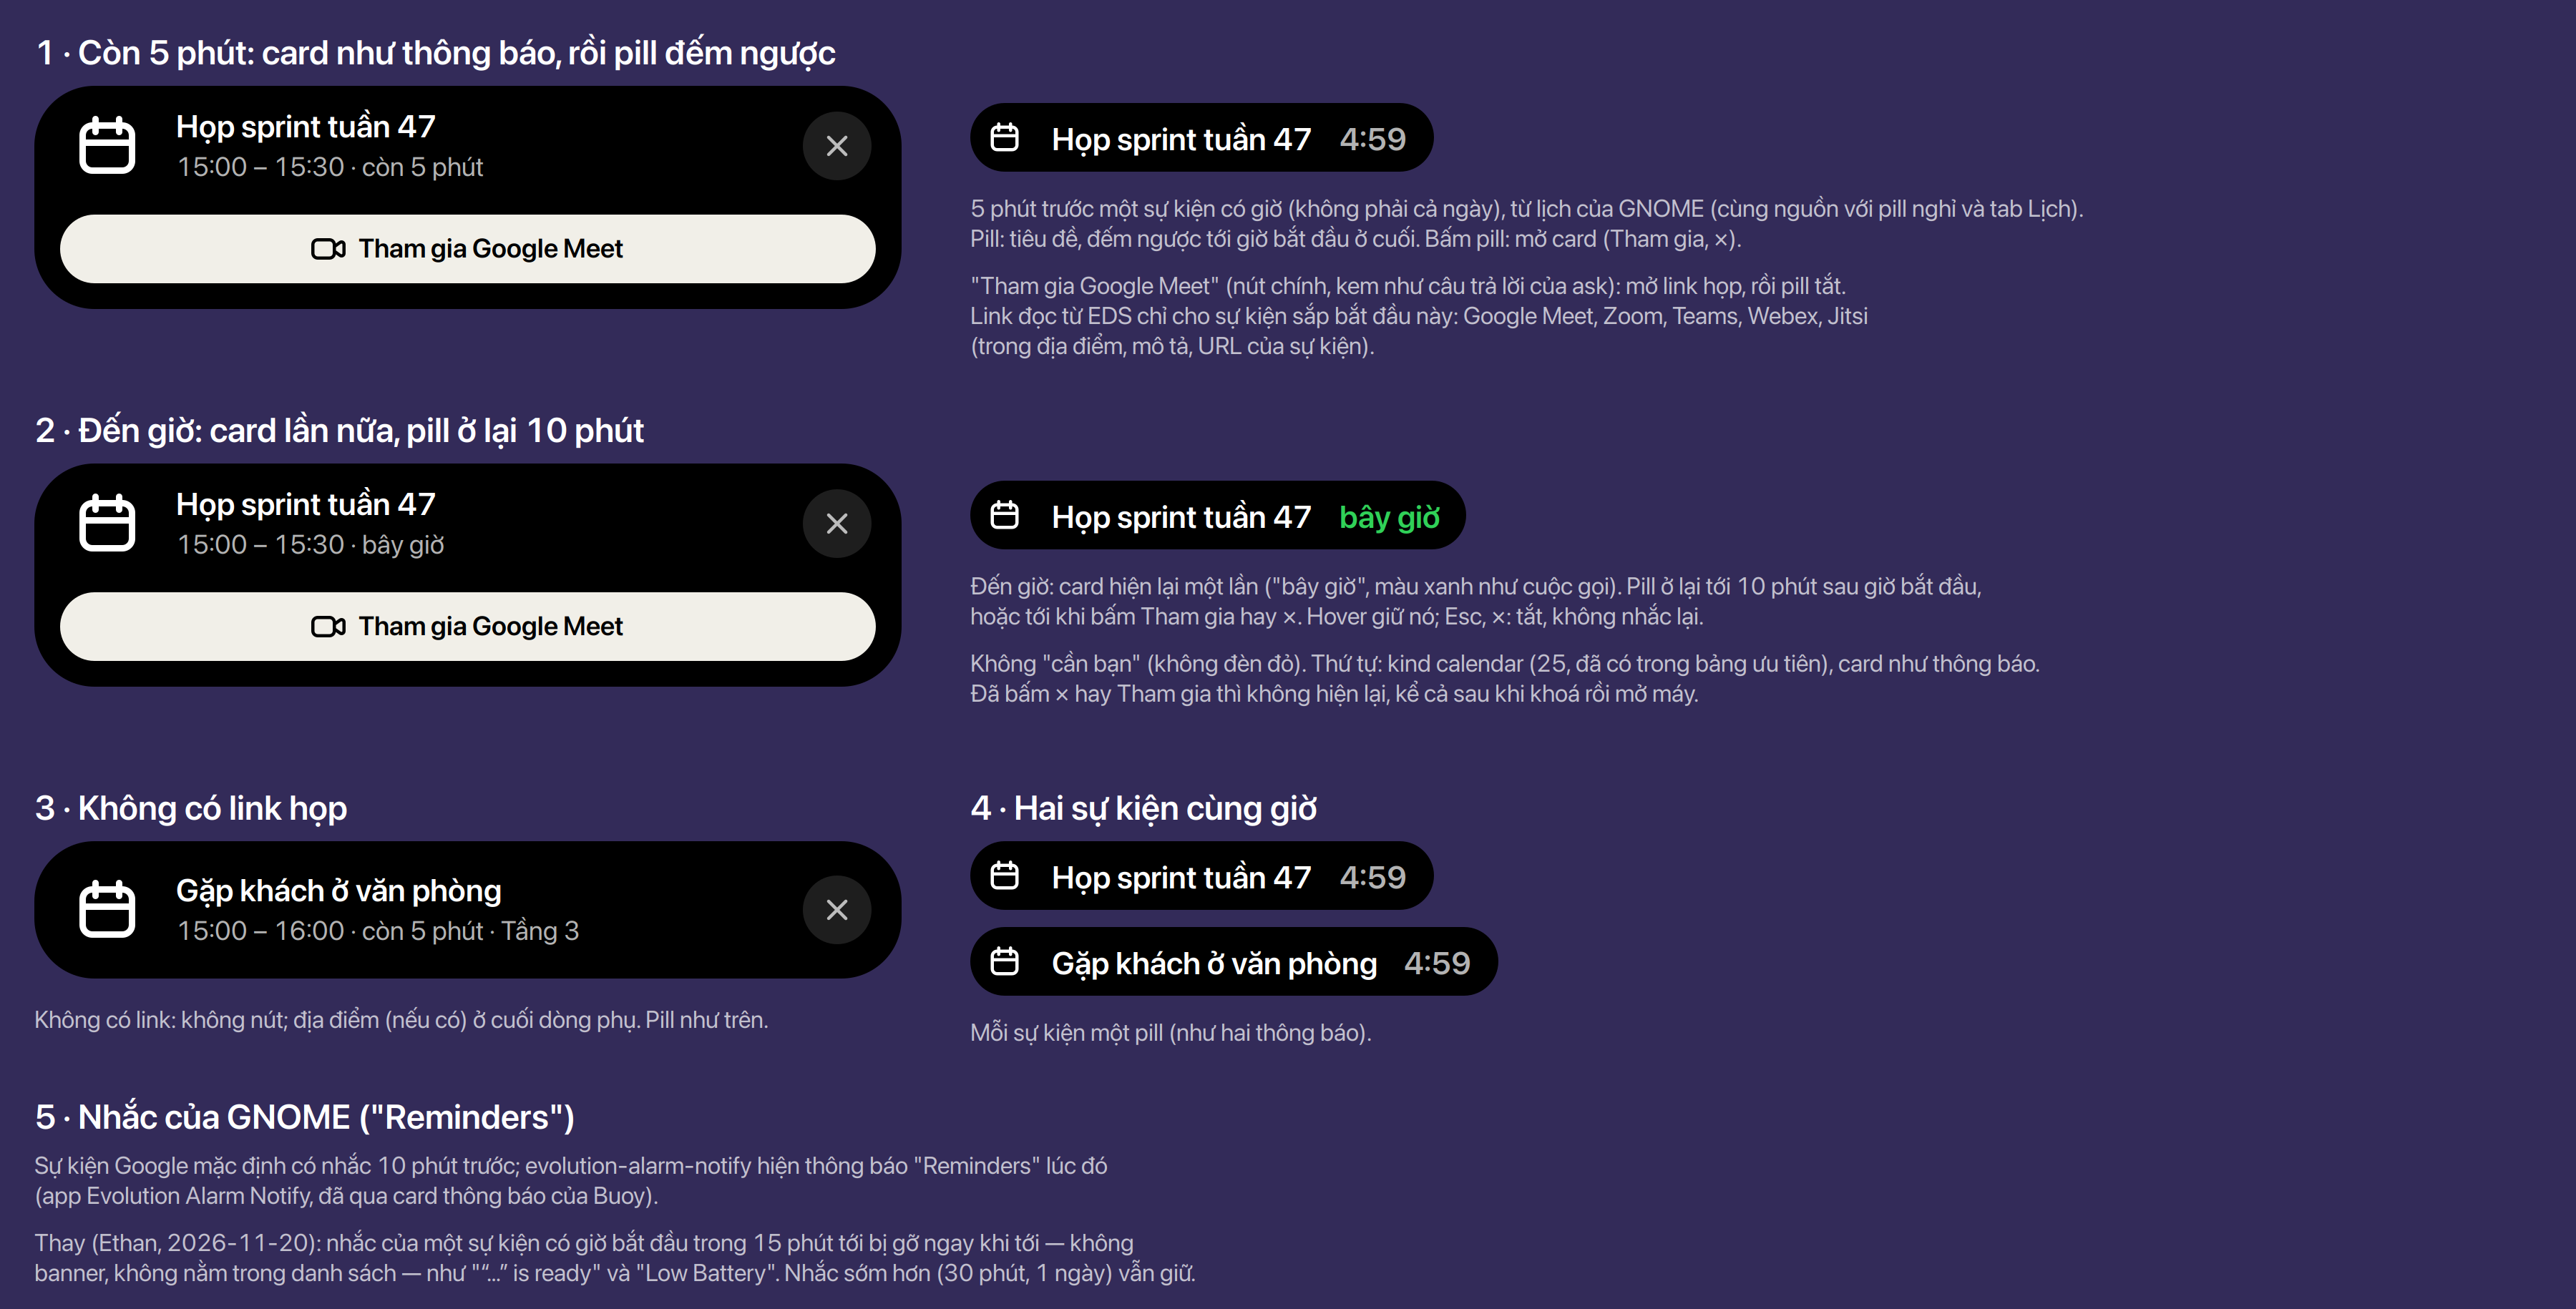 1 · Còn 5 phút: card như thông báo, rồi pill đếm ngược
Họp sprint tuần 47
15:00 – 15:30 · còn 5 phút
Tham gia Google Meet
Họp sprint tuần 47 4:59
5 phút trước một sự kiện có giờ (không phải cả ngày), từ lịch của GNOME (cùng nguồn với pill nghỉ và tab Lịch).
Pill: tiêu đề, đếm ngược tới giờ bắt đầu ở cuối. Bấm pill: mở card (Tham gia, ×).
"Tham gia Google Meet" (nút chính, kem như câu trả lời của ask): mở link họp, rồi pill tắt.
Link đọc từ EDS chỉ cho sự kiện sắp bắt đầu này: Google Meet, Zoom, Teams, Webex, Jitsi
(trong địa điểm, mô tả, URL của sự kiện).
2 · Đến giờ: card lần nữa, pill ở lại 10 phút
Họp sprint tuần 47
15:00 – 15:30 · bây giờ
Tham gia Google Meet
Họp sprint tuần 47 bây giờ
Đến giờ: card hiện lại một lần ("bây giờ", màu xanh như cuộc gọi). Pill ở lại tới 10 phút sau giờ bắt đầu,
hoặc tới khi bấm Tham gia hay ×. Hover giữ nó; Esc, ×: tắt, không nhắc lại.
Không "cần bạn" (không đèn đỏ). Thứ tự: kind calendar (25, đã có trong bảng ưu tiên), card như thông báo.
Đã bấm × hay Tham gia thì không hiện lại, kể cả sau khi khoá rồi mở máy.
3 · Không có link họp
Gặp khách ở văn phòng
15:00 – 16:00 · còn 5 phút · Tầng 3
Không có link: không nút; địa điểm (nếu có) ở cuối dòng phụ. Pill như trên.
4 · Hai sự kiện cùng giờ
Họp sprint tuần 47 4:59
Gặp khách ở văn phòng 4:59
Mỗi sự kiện một pill (như hai thông báo).
5 · Nhắc của GNOME ("Reminders")
Sự kiện Google mặc định có nhắc 10 phút trước; evolution-alarm-notify hiện thông báo "Reminders" lúc đó
(app Evolution Alarm Notify, đã qua card thông báo của Buoy).
Thay (Ethan, 2026-11-20): nhắc của một sự kiện có giờ bắt đầu trong 15 phút tới bị gỡ ngay khi tới — không
banner, không nằm trong danh sách — như "“…” is ready" và "Low Battery". Nhắc sớm hơn (30 phút, 1 ngày) vẫn giữ.